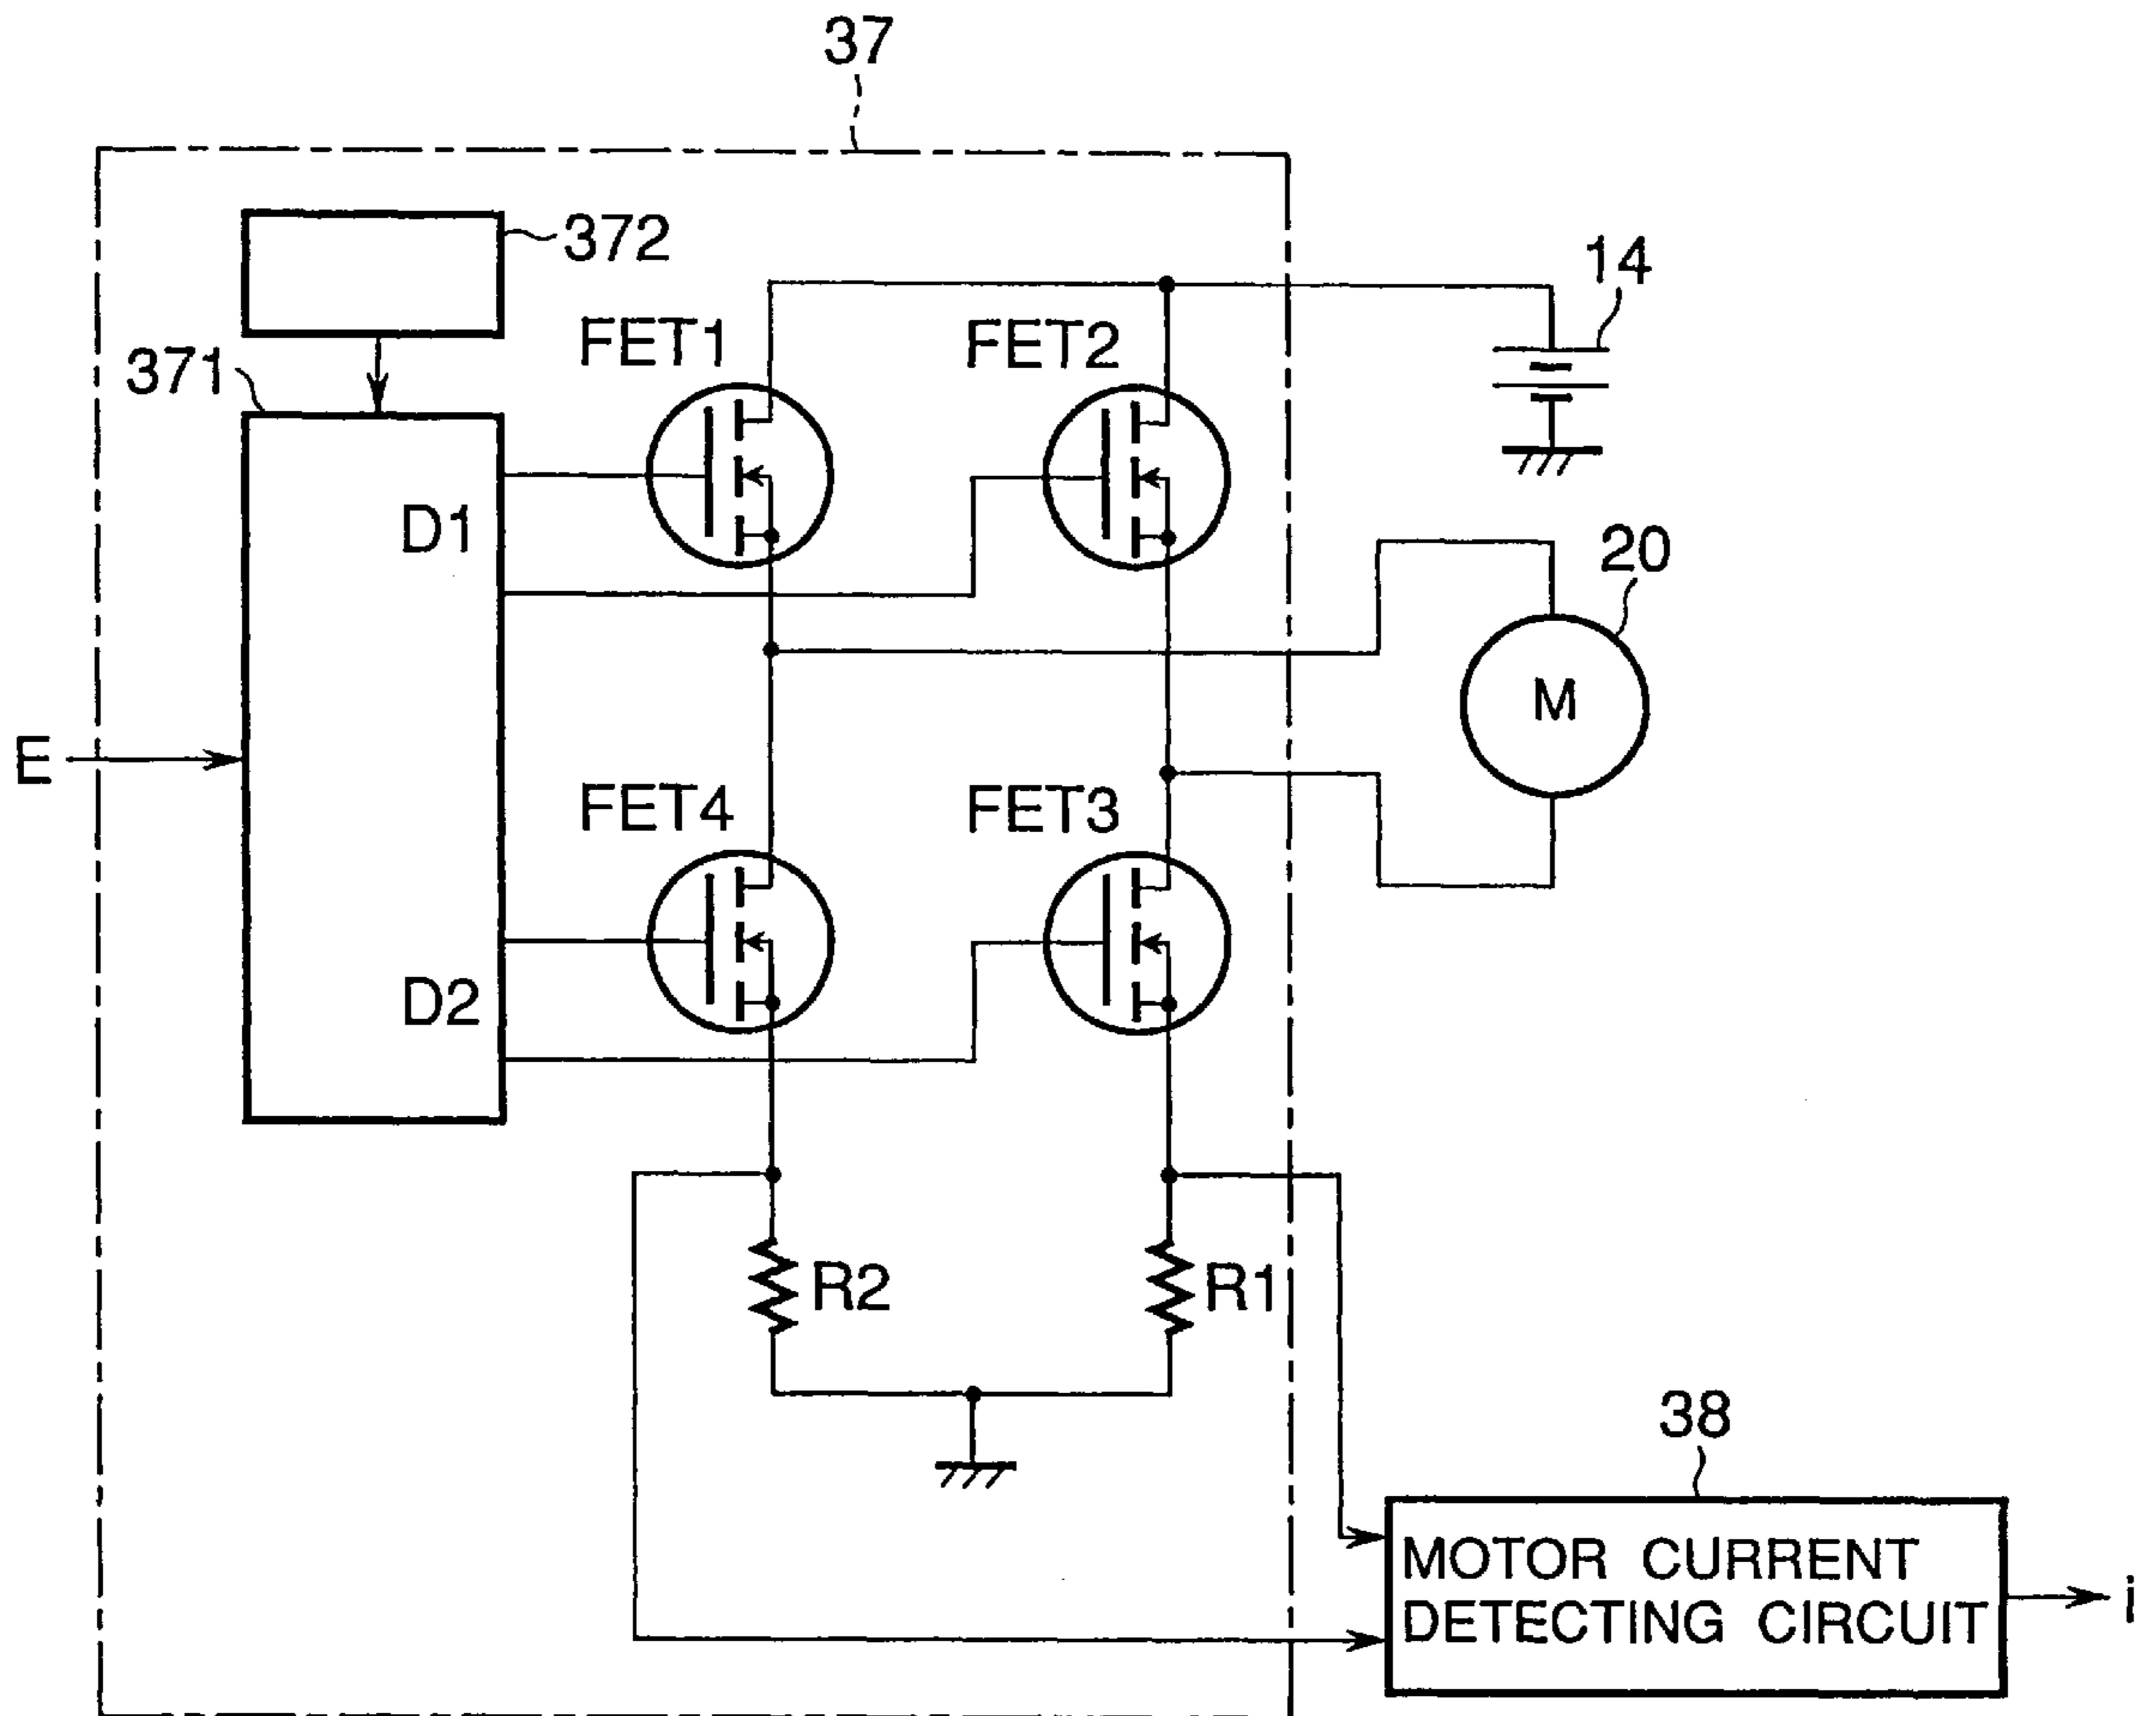 37
372
14
FET1
FET2
371
D1
20
M
E
FET4
FET3
D2
R2
R1
38
MOTOR CURRENT
DETECTING CIRCUIT
i